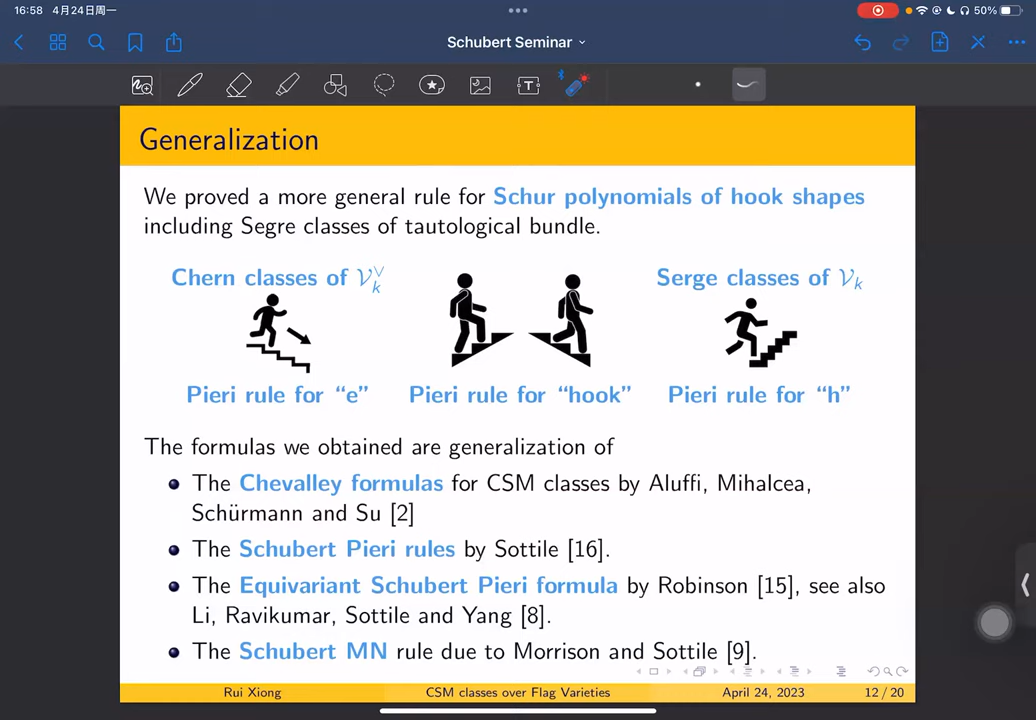 16:58 4月24日周一
50%
Schubert Seminar
T
Generalization
We proved a more general rule for Schur polynomials of hook shapes
including Segre classes of tautological bundle.
Chern classes of 𝒱ₖ^∨
Serge classes of 𝒱ₖ
Pieri rule for “e” Pieri rule for “hook” Pieri rule for “h”
The formulas we obtained are generalization of
The Chevalley formulas for CSM classes by Aluffi, Mihalcea,
Schürmann and Su [2]
The Schubert Pieri rules by Sottile [16].
The Equivariant Schubert Pieri formula by Robinson [15], see also
Li, Ravikumar, Sottile and Yang [8].
The Schubert MN rule due to Morrison and Sottile [9].
Rui Xiong CSM classes over Flag Varieties April 24, 2023 12 / 20